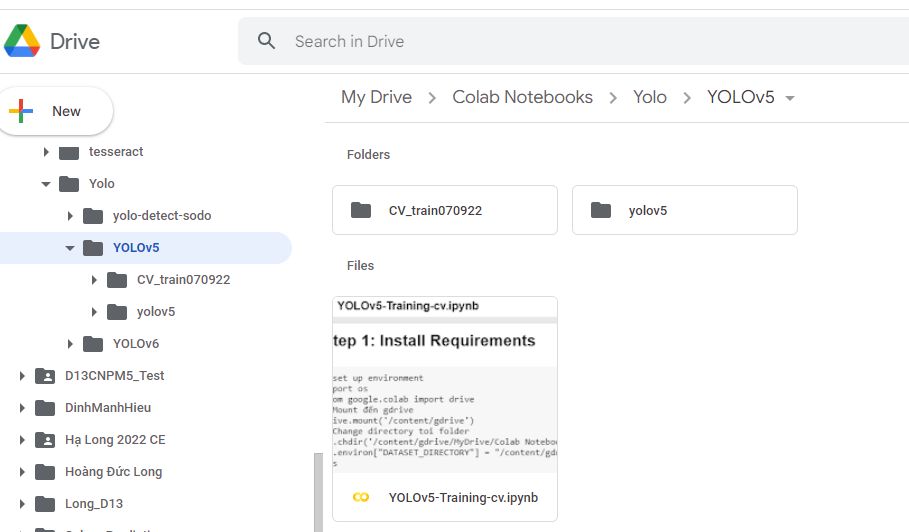 Drive
Search in Drive
New
tesseract
Yolo
yolo-detect-sodo
YOLOv5
CV_train070922
yolov5
YOLOv6
D13CNPM5_Test
DinhManhHieu
Hạ Long 2022 CE
Hoàng Đức Long
Long_D13
My Drive > Colab Notebooks > Yolo > YOLOv5
Folders
CV_train070922
yolov5
Files
YOLOv5-Training-cv.ipynb
tep 1: Install Requirements
set up environment
port os
om google.colab import drive
Mount đến gdrive
ive.mount('/content/gdrive')
Change directory toi folder
.chdir('/content/gdrive/MyDrive/Colab Notebo
.environ["DATASET_DIRECTORY"] = "/content/gd
s
YOLOv5-Training-cv.ipynb